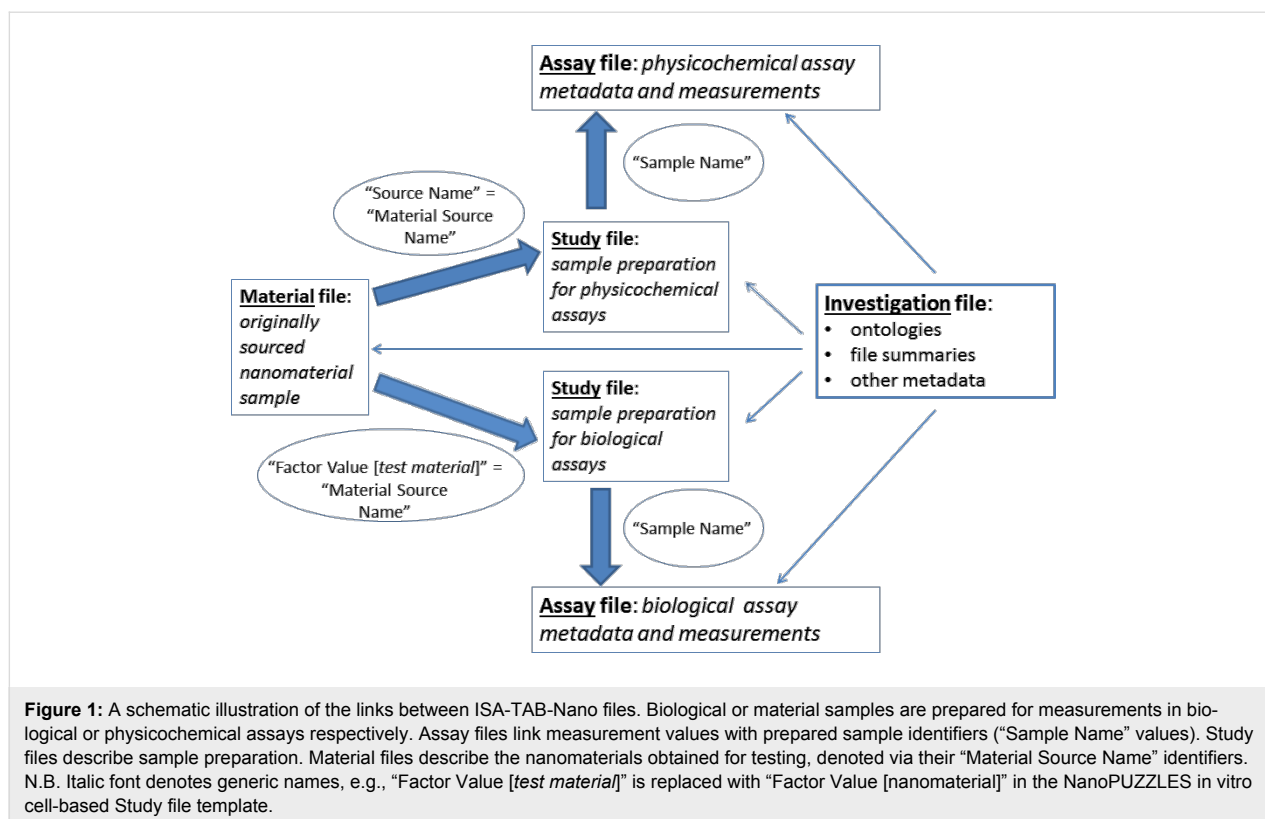 Assay file: physicochemical assay
metadata and measurements
“Sample Name”
“Source Name” =
“Material Source
Name”
Study file:
sample preparation
for physicochemical
assays
Material file:
originally
sourced
nanomaterial
sample
Investigation file:
• ontologies
• file summaries
• other metadata
Study file:
sample preparation
for biological
assays
“Factor Value [test material]” =
“Material Source
Name”
“Sample Name”
Assay file: biological assay
metadata and measurements
Figure 1: A schematic illustration of the links between ISA-TAB-Nano files. Biological or material samples are prepared for measurements in bio-
logical or physicochemical assays respectively. Assay files link measurement values with prepared sample identifiers (“Sample Name” values). Study
files describe sample preparation. Material files describe the nanomaterials obtained for testing, denoted via their “Material Source Name” identifiers.
N.B. Italic font denotes generic names, e.g., “Factor Value [test material]” is replaced with “Factor Value [nanomaterial]” in the NanoPUZZLES in vitro
cell-based Study file template.